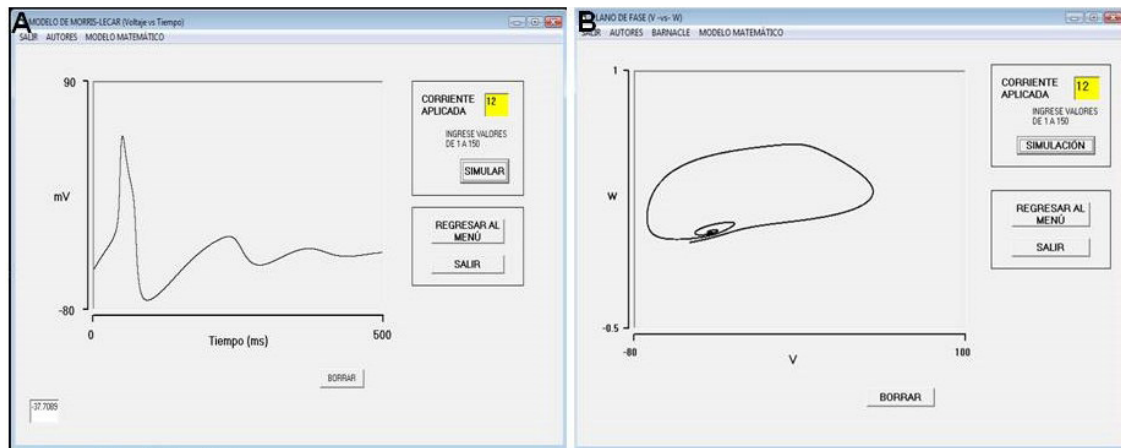 A
MODELO DE MORRIS-LECAR (Voltaje vs Tiempo)
SALIR AUTORES MODELO MATEMÁTICO
90
mV
-80
0
500
Tiempo (ms)
CORRIENTE
APLICADA
12
INGRESE VALORES
DE 1 A 150
SIMULAR
REGRESAR AL
MENÚ
SALIR
BORRAR
-37.7089
B
LANO DE FASE (V -vs- W)
SALIR AUTORES BARNACLE MODELO MATEMÁTICO
1
W
-0.5
-80
100
V
CORRIENTE
APLICADA
12
INGRESE VALORES
DE 1 A 150
SIMULACIÓN
REGRESAR AL
MENÚ
SALIR
BORRAR